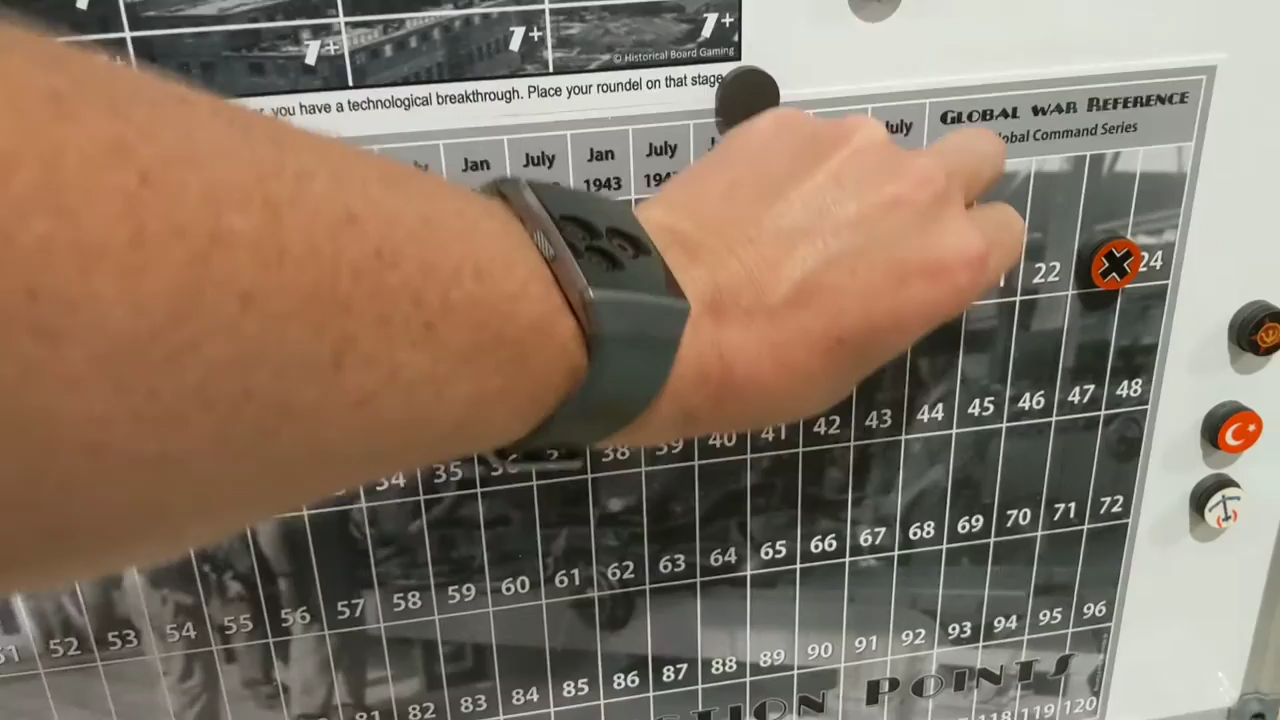 7+ 7+ 7+
© Historical Board Gaming
you have a technological breakthrough. Place your roundel on that stage
Jan July Jan July July
1943
GLOBAL WAR REFERENCE
Command Series
22 24
35 38 39 40 41 42 43 44 45 46 47 48
52 53 54 55 56 57 58 59 60 61 62 63 64 65 66 67 68 69 70 71 72
82 83 84 85 86 87 88 89 90 91 92 93 94 95 96
POINTS
118 119 120